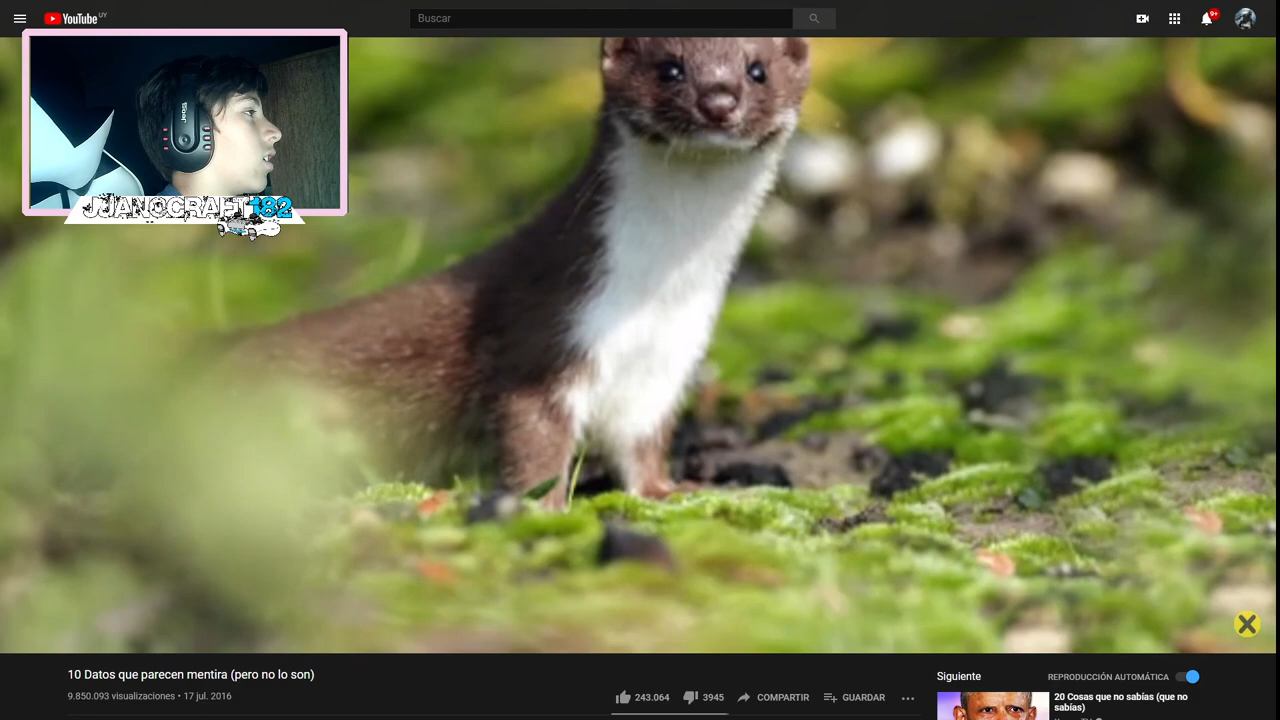 YouTube UY
Buscar
9+
JJANOCRAFT182
10 Datos que parecen mentira (pero no lo son)
9.850.093 visualizaciones • 17 jul. 2016
243.064
3945
COMPARTIR
GUARDAR
Siguiente
REPRODUCCIÓN AUTOMÁTICA
20 Cosas que no sabías (que no
sabías)